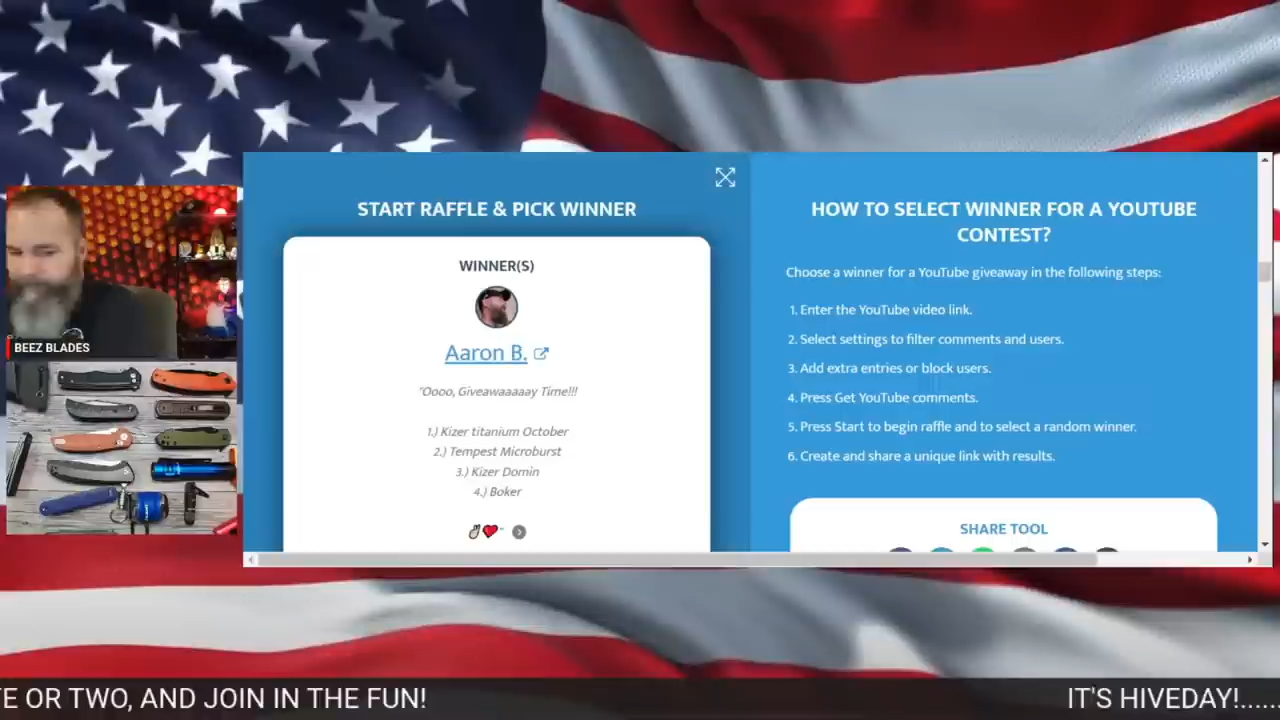 START RAFFLE & PICK WINNER
WINNER(S)
Aaron B.
"Oooo, Giveawaaaaay Time!!!
1.) Kizer titanium October
2.) Tempest Microburst
3.) Kizer Domin
4.) Boker
HOW TO SELECT WINNER FOR A YOUTUBE
CONTEST?
Choose a winner for a YouTube giveaway in the following steps:
1. Enter the YouTube video link.
2. Select settings to filter comments and users.
3. Add extra entries or block users.
4. Press Get YouTube comments.
5. Press Start to begin raffle and to select a random winner.
6. Create and share a unique link with results.
SHARE TOOL
BEEZ BLADES
TE OR TWO, AND JOIN IN THE FUN!
IT'S HIVEDAY!.....